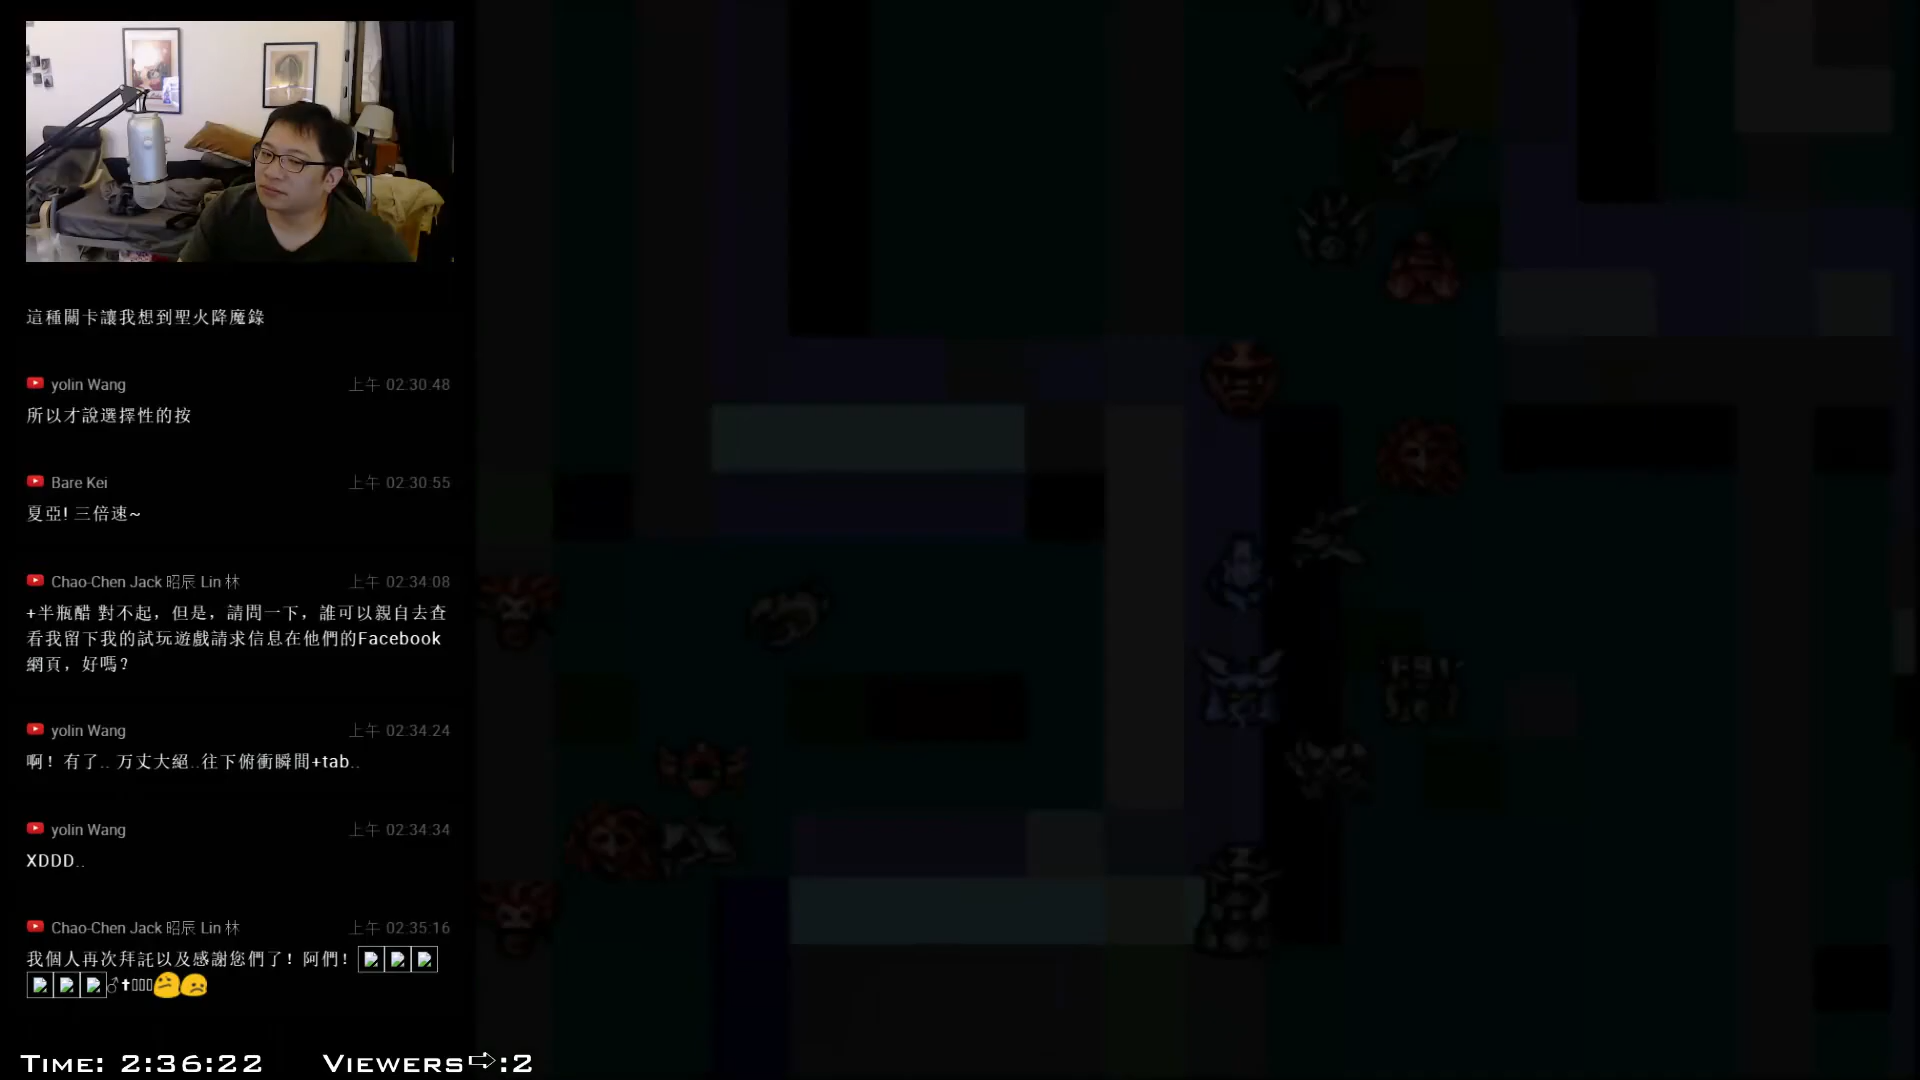 這種關卡讓我想到聖火降魔錄
yolin Wang 上午 02:30:48
所以才說選擇性的按
Bare Kei 上午 02:30:55
夏亞! 三倍速~
Chao-Chen Jack 昭辰 Lin 林 上午 02:34:08
+半瓶醋 對不起，但是，請問一下，誰可以親自去查
看我留下我的試玩遊戲請求信息在他們的Facebook
網頁，好嗎？
yolin Wang 上午 02:34:24
啊！有了.. 万丈大絕..往下俯衝瞬間+tab..
yolin Wang 上午 02:34:34
XDDD..
Chao-Chen Jack 昭辰 Lin 林 上午 02:35:16
我個人再次拜託以及感謝您們了！阿們！
TIME: 2:36:22 VIEWERS⇨:2
F91